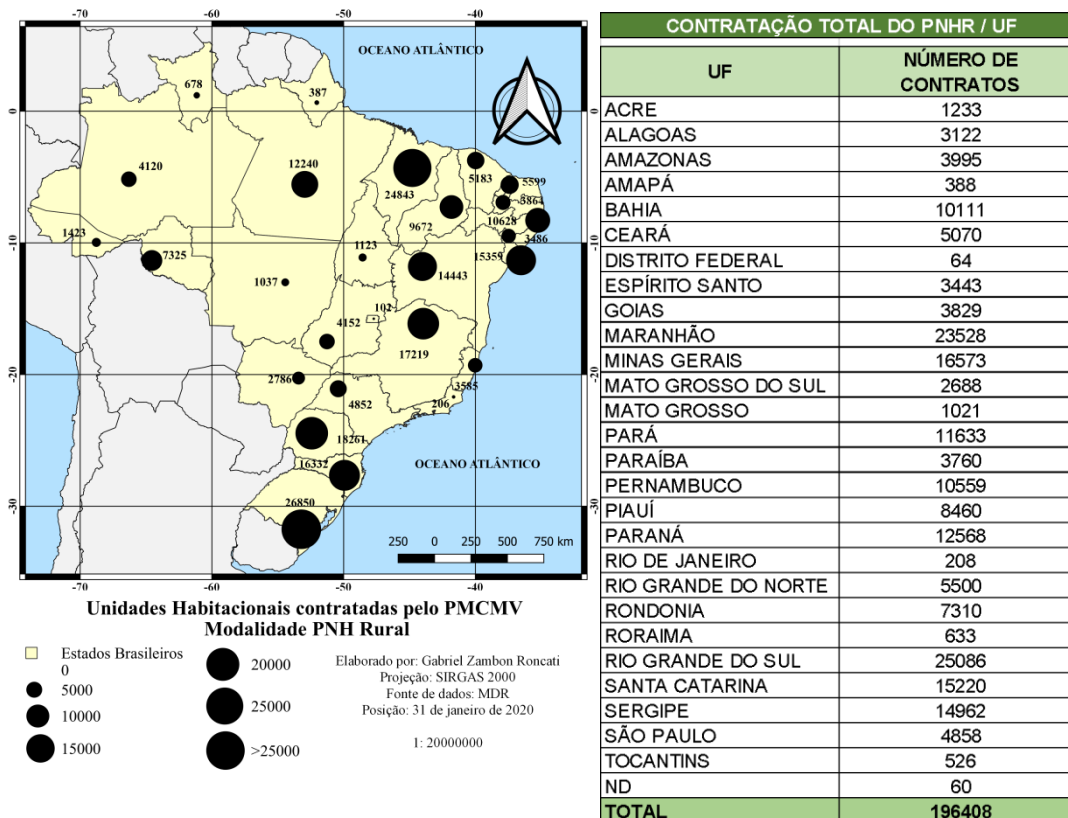 -70 -60 -50 -40
OCEANO ATLÂNTICO
678
387
0 0
4120
12240
24843
5183
5599
5864
9672
10628
3486
1423
-10 -10
7325
1123
15359
14443
1037
102
4152
17219
-20 -20
2786
3585
4852
206
18261
16332
OCEANO ATLÂNTICO
26850
-30 -30
250 0 250 500 750 km
-70 -60 -50 -40
Unidades Habitacionais contratadas pelo PMCMV
Modalidade PNH Rural
Estados Brasileiros
0
5000
10000
15000
20000
25000
>25000
Elaborado por: Gabriel Zambon Roncati
Projeção: SIRGAS 2000
Fonte de dados: MDR
Posição: 31 de janeiro de 2020
1: 20000000
CONTRATAÇÃO TOTAL DO PNHR / UF
UF NÚMERO DE
CONTRATOS
ACRE 1233
ALAGOAS 3122
AMAZONAS 3995
AMAPÁ 388
BAHIA 10111
CEARÁ 5070
DISTRITO FEDERAL 64
ESPÍRITO SANTO 3443
GOIAS 3829
MARANHÃO 23528
MINAS GERAIS 16573
MATO GROSSO DO SUL 2688
MATO GROSSO 1021
PARÁ 11633
PARAÍBA 3760
PERNAMBUCO 10559
PIAUÍ 8460
PARANÁ 12568
RIO DE JANEIRO 208
RIO GRANDE DO NORTE 5500
RONDONIA 7310
RORAIMA 633
RIO GRANDE DO SUL 25086
SANTA CATARINA 15220
SERGIPE 14962
SÃO PAULO 4858
TOCANTINS 526
ND 60
TOTAL 196408